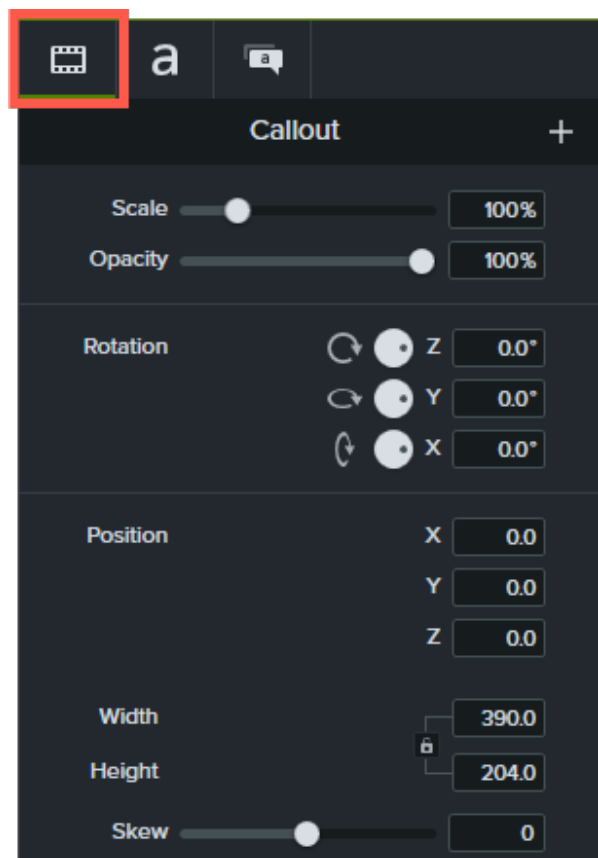 a
a
Callout +
Scale 100%
Opacity 100%
Rotation Z 0.0°
Y 0.0°
X 0.0°
Position X 0.0
Y 0.0
Z 0.0
Width 390.0
Height 204.0
Skew 0